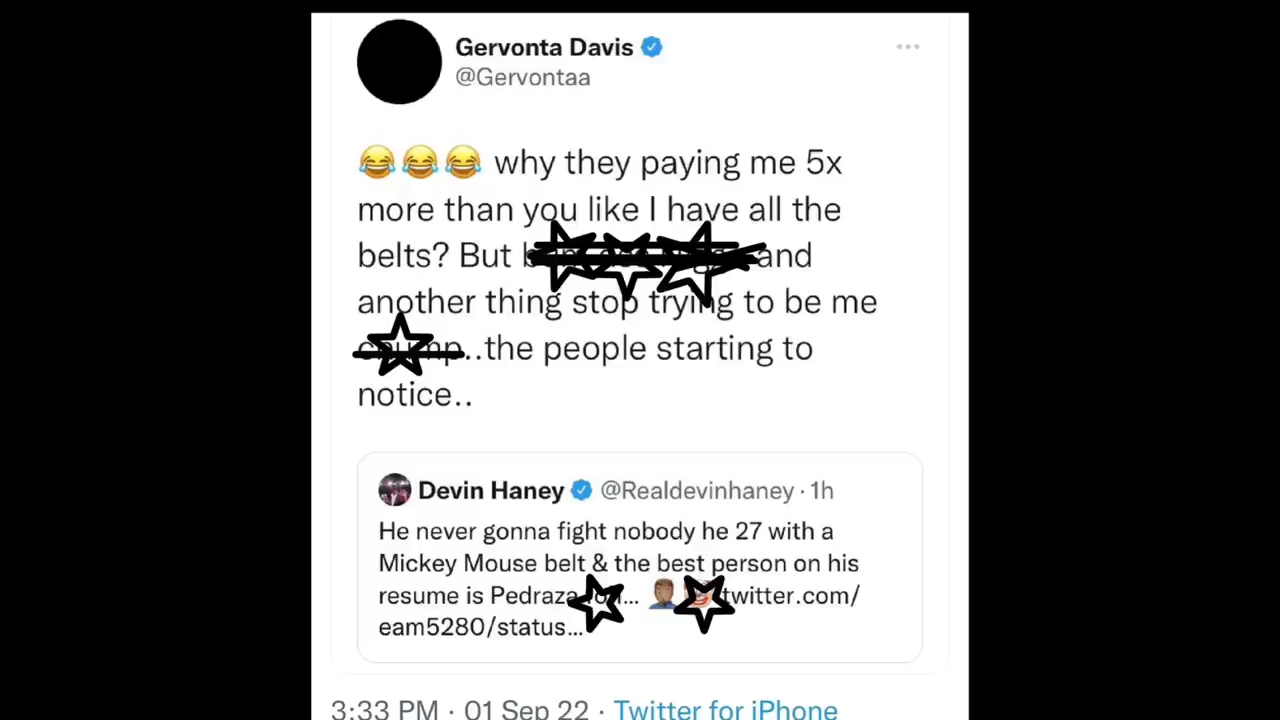 Gervonta Davis
@Gervontaa
😂😂😂 why they paying me 5x
more than you like I have all the
belts? But and
another thing stop trying to be me
..the people starting to
notice..
Devin Haney @Realdevinhaney · 1h
He never gonna fight nobody he 27 with a
Mickey Mouse belt & the best person on his
resume is Pedraza ... twitter.com/
eam5280/status...
3:33 PM · 01 Sep 22 · Twitter for iPhone